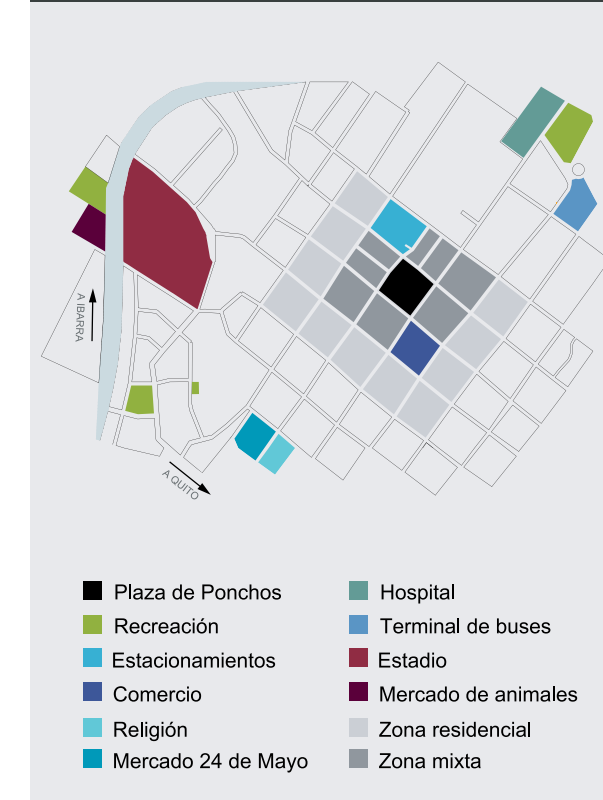 A IBARRA
A QUITO
Plaza de Ponchos
Recreación
Estacionamientos
Comercio
Religión
Mercado 24 de Mayo
Hospital
Terminal de buses
Estadio
Mercado de animales
Zona residencial
Zona mixta